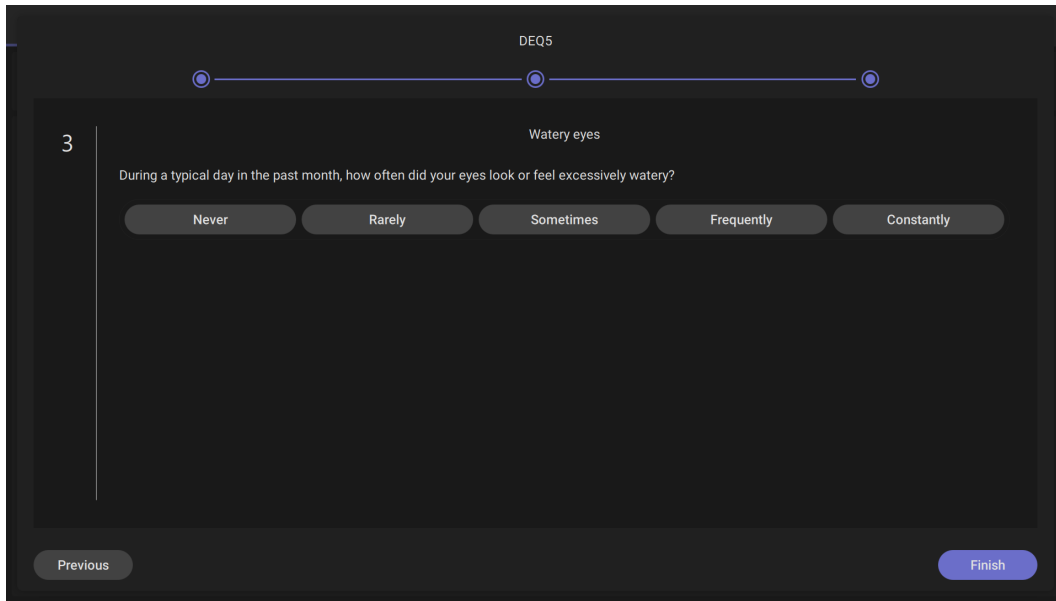 DEQ5
3
Watery eyes
During a typical day in the past month, how often did your eyes look or feel excessively watery?
Never Rarely Sometimes Frequently Constantly
Previous Finish